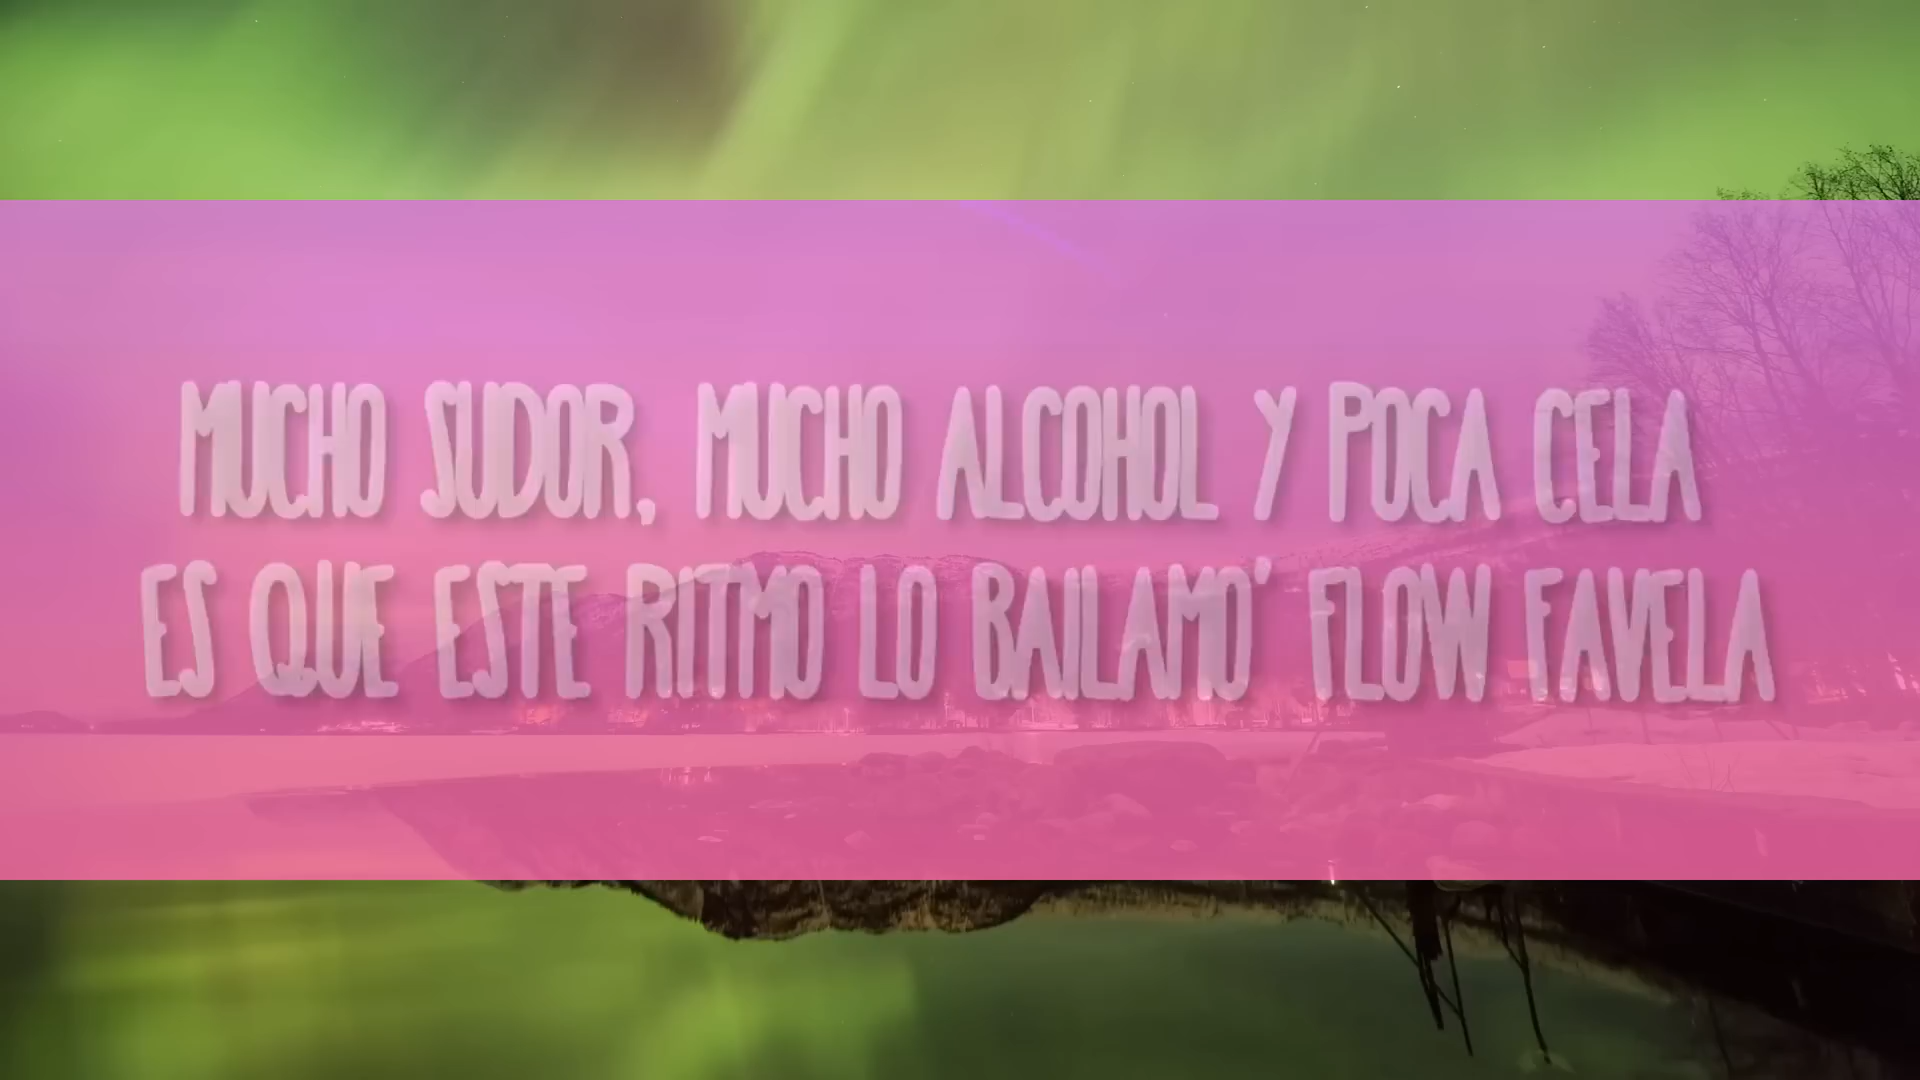 MUCHO SUDOR, MUCHO ALCOHOL Y POCA CELA
ES QUE ESTE RITMO LO BAILAMO' FLOW FAVELA